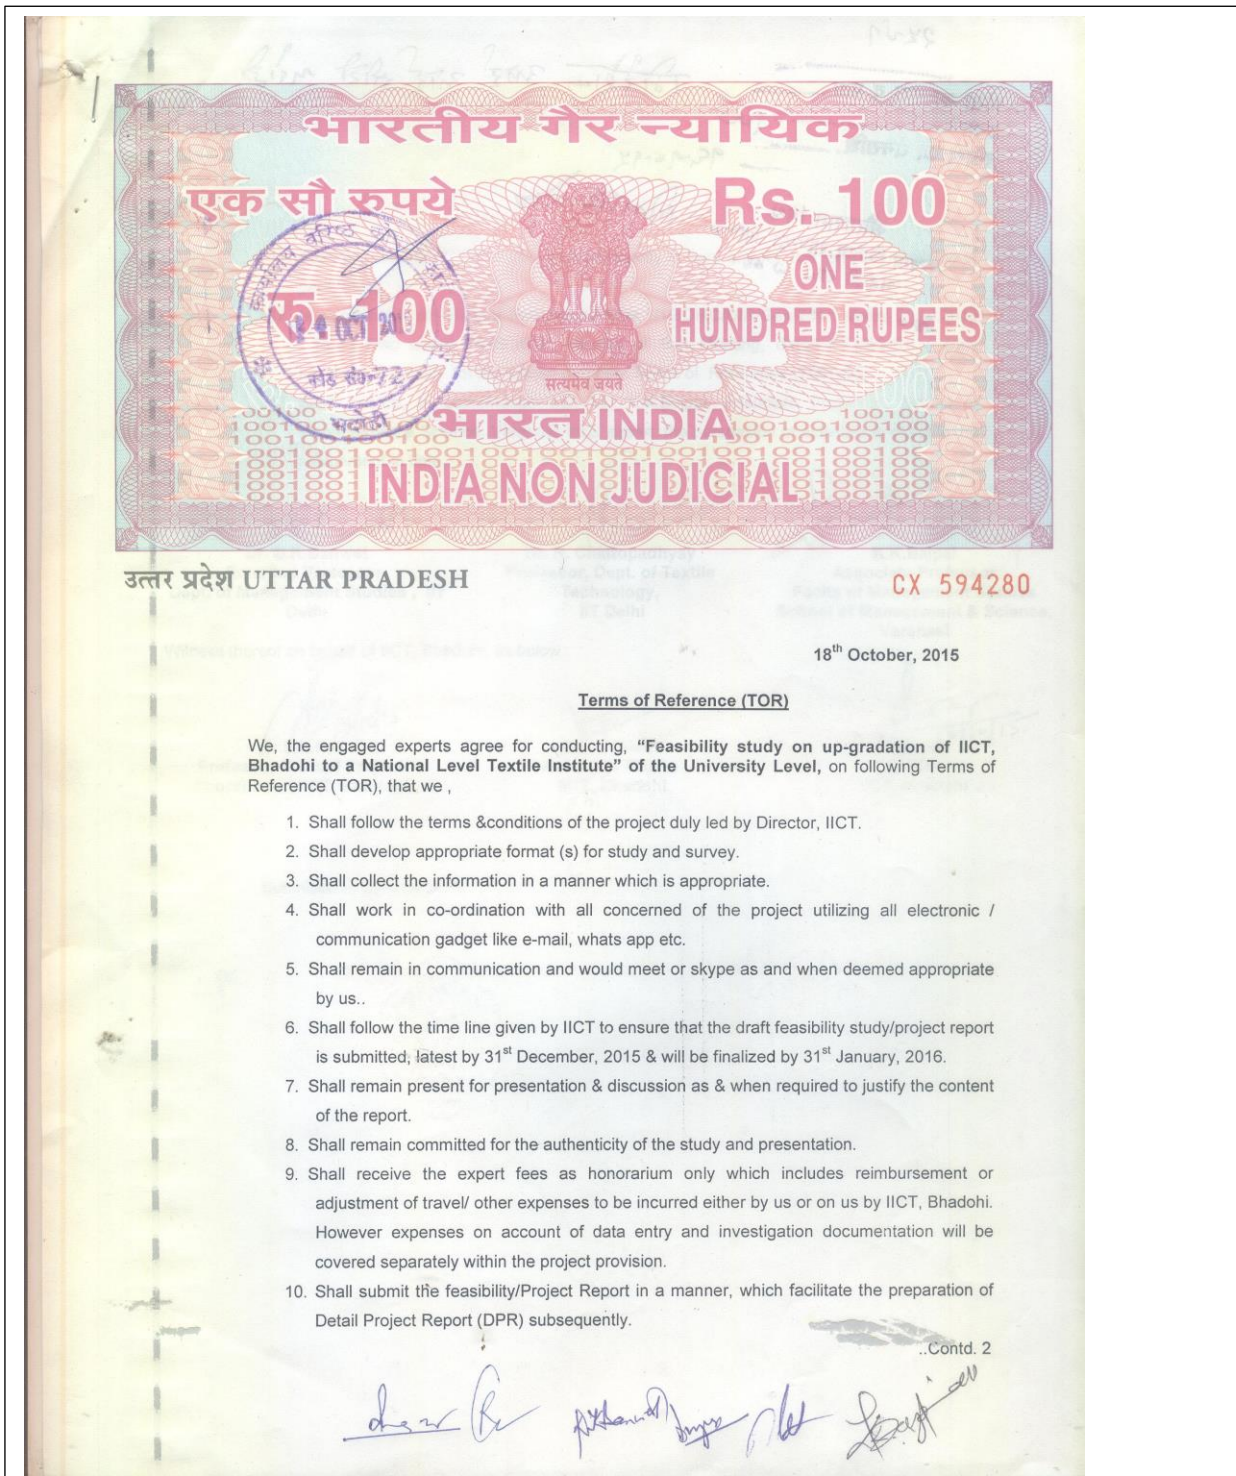 भारतीय गैर न्यायिक
एक सौ रुपये
Rs. 100
रु. 100
ONE
HUNDRED RUPEES
सत्यमेव जयते
भारत INDIA
INDIA NON JUDICIAL
उत्तर प्रदेश UTTAR PRADESH
CX 594280
18th October, 2015
Terms of Reference (TOR)
We, the engaged experts agree for conducting, “Feasibility study on up-gradation of IICT,
Bhadohi to a National Level Textile Institute” of the University Level, on following Terms of
Reference (TOR), that we ,
1. Shall follow the terms &conditions of the project duly led by Director, IICT.
2. Shall develop appropriate format (s) for study and survey.
3. Shall collect the information in a manner which is appropriate.
4. Shall work in co-ordination with all concerned of the project utilizing all electronic /
communication gadget like e-mail, whats app etc.
5. Shall remain in communication and would meet or skype as and when deemed appropriate
by us..
6. Shall follow the time line given by IICT to ensure that the draft feasibility study/project report
is submitted, latest by 31st December, 2015 & will be finalized by 31st January, 2016.
7. Shall remain present for presentation & discussion as & when required to justify the content
of the report.
8. Shall remain committed for the authenticity of the study and presentation.
9. Shall receive the expert fees as honorarium only which includes reimbursement or
adjustment of travel/ other expenses to be incurred either by us or on us by IICT, Bhadohi.
However expenses on account of data entry and investigation documentation will be
covered separately within the project provision.
10. Shall submit the feasibility/Project Report in a manner, which facilitate the preparation of
Detail Project Report (DPR) subsequently.
..Contd. 2